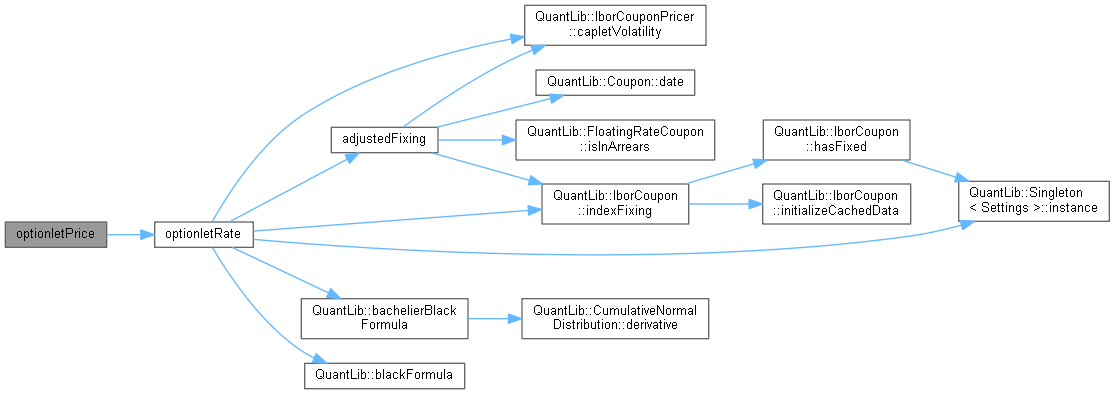 QuantLib::IborCouponPricer
::capletVolatility
QuantLib::Coupon::date
adjustedFixing
QuantLib::FloatingRateCoupon
::isInArrears
QuantLib::IborCoupon
::hasFixed
QuantLib::IborCoupon
::indexFixing
QuantLib::IborCoupon
::initializeCachedData
QuantLib::Singleton
< Settings >::instance
optionletPrice
optionletRate
QuantLib::bachelierBlack
Formula
QuantLib::CumulativeNormal
Distribution::derivative
QuantLib::blackFormula